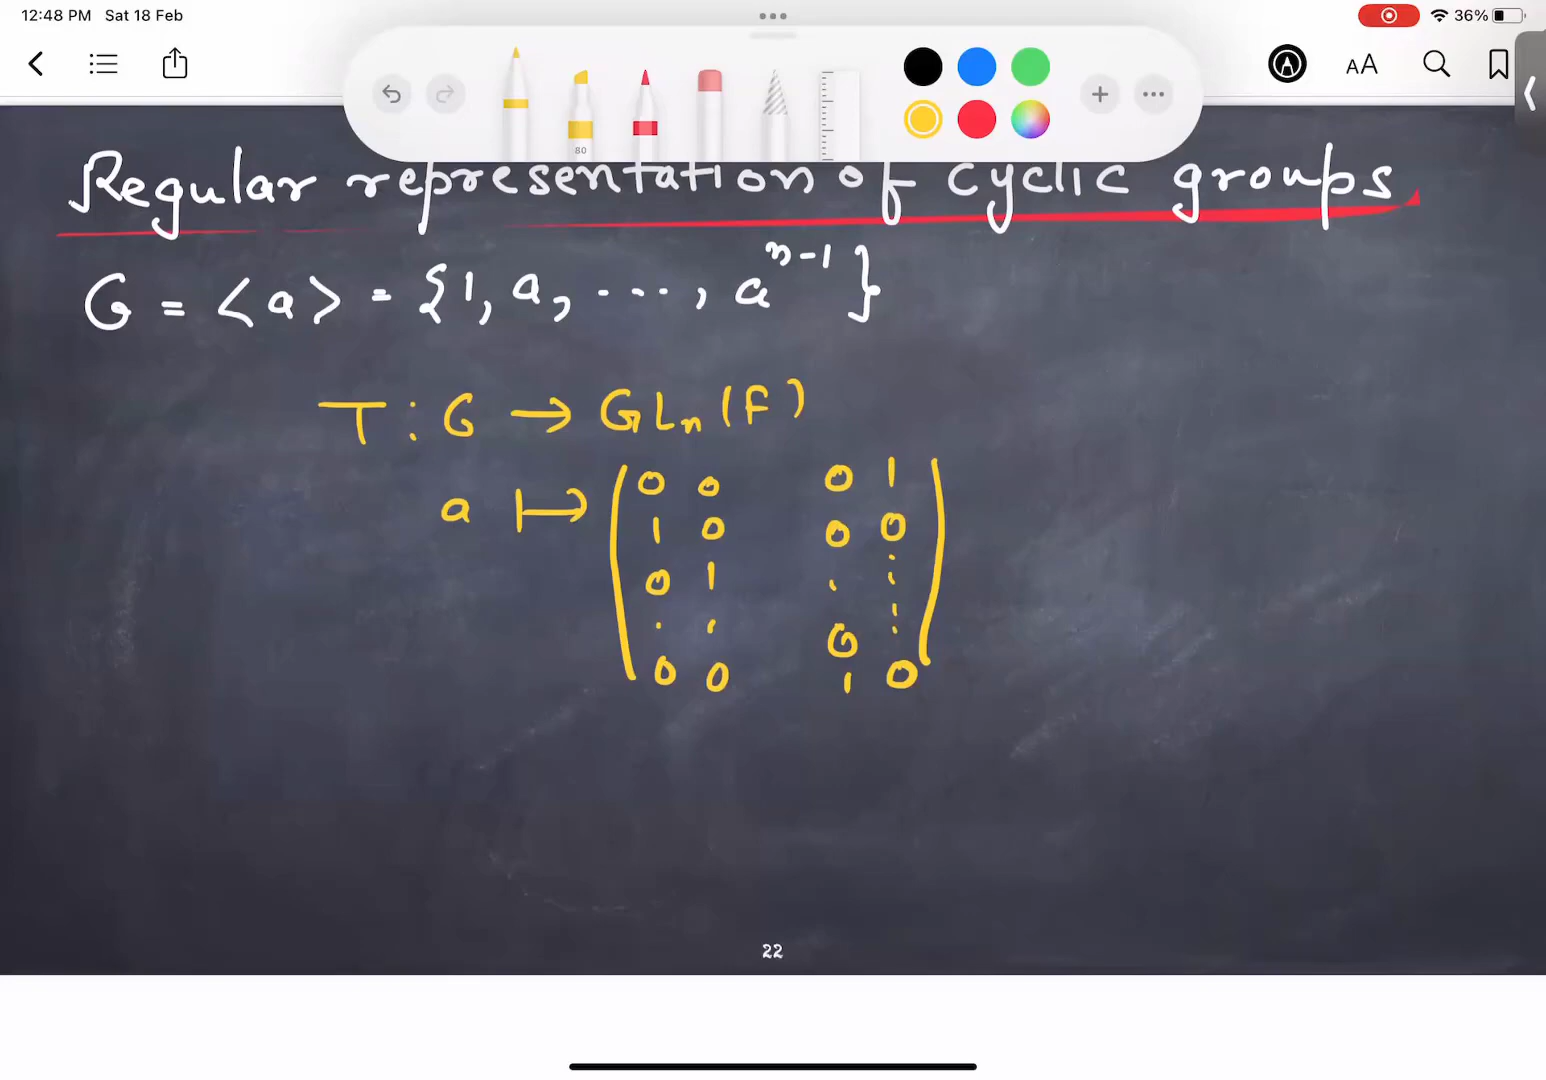 12:48 PM Sat 18 Feb 36%
AA
80
Regular representation of cyclic groups
G = <a> = {1, a, ..., a^{n-1}}
T : G → GLn(F)
a ↦ ( 0 0 0 1
1 0 0 0
0 1 . :
. . 0 :
0 0 1 0 )
22